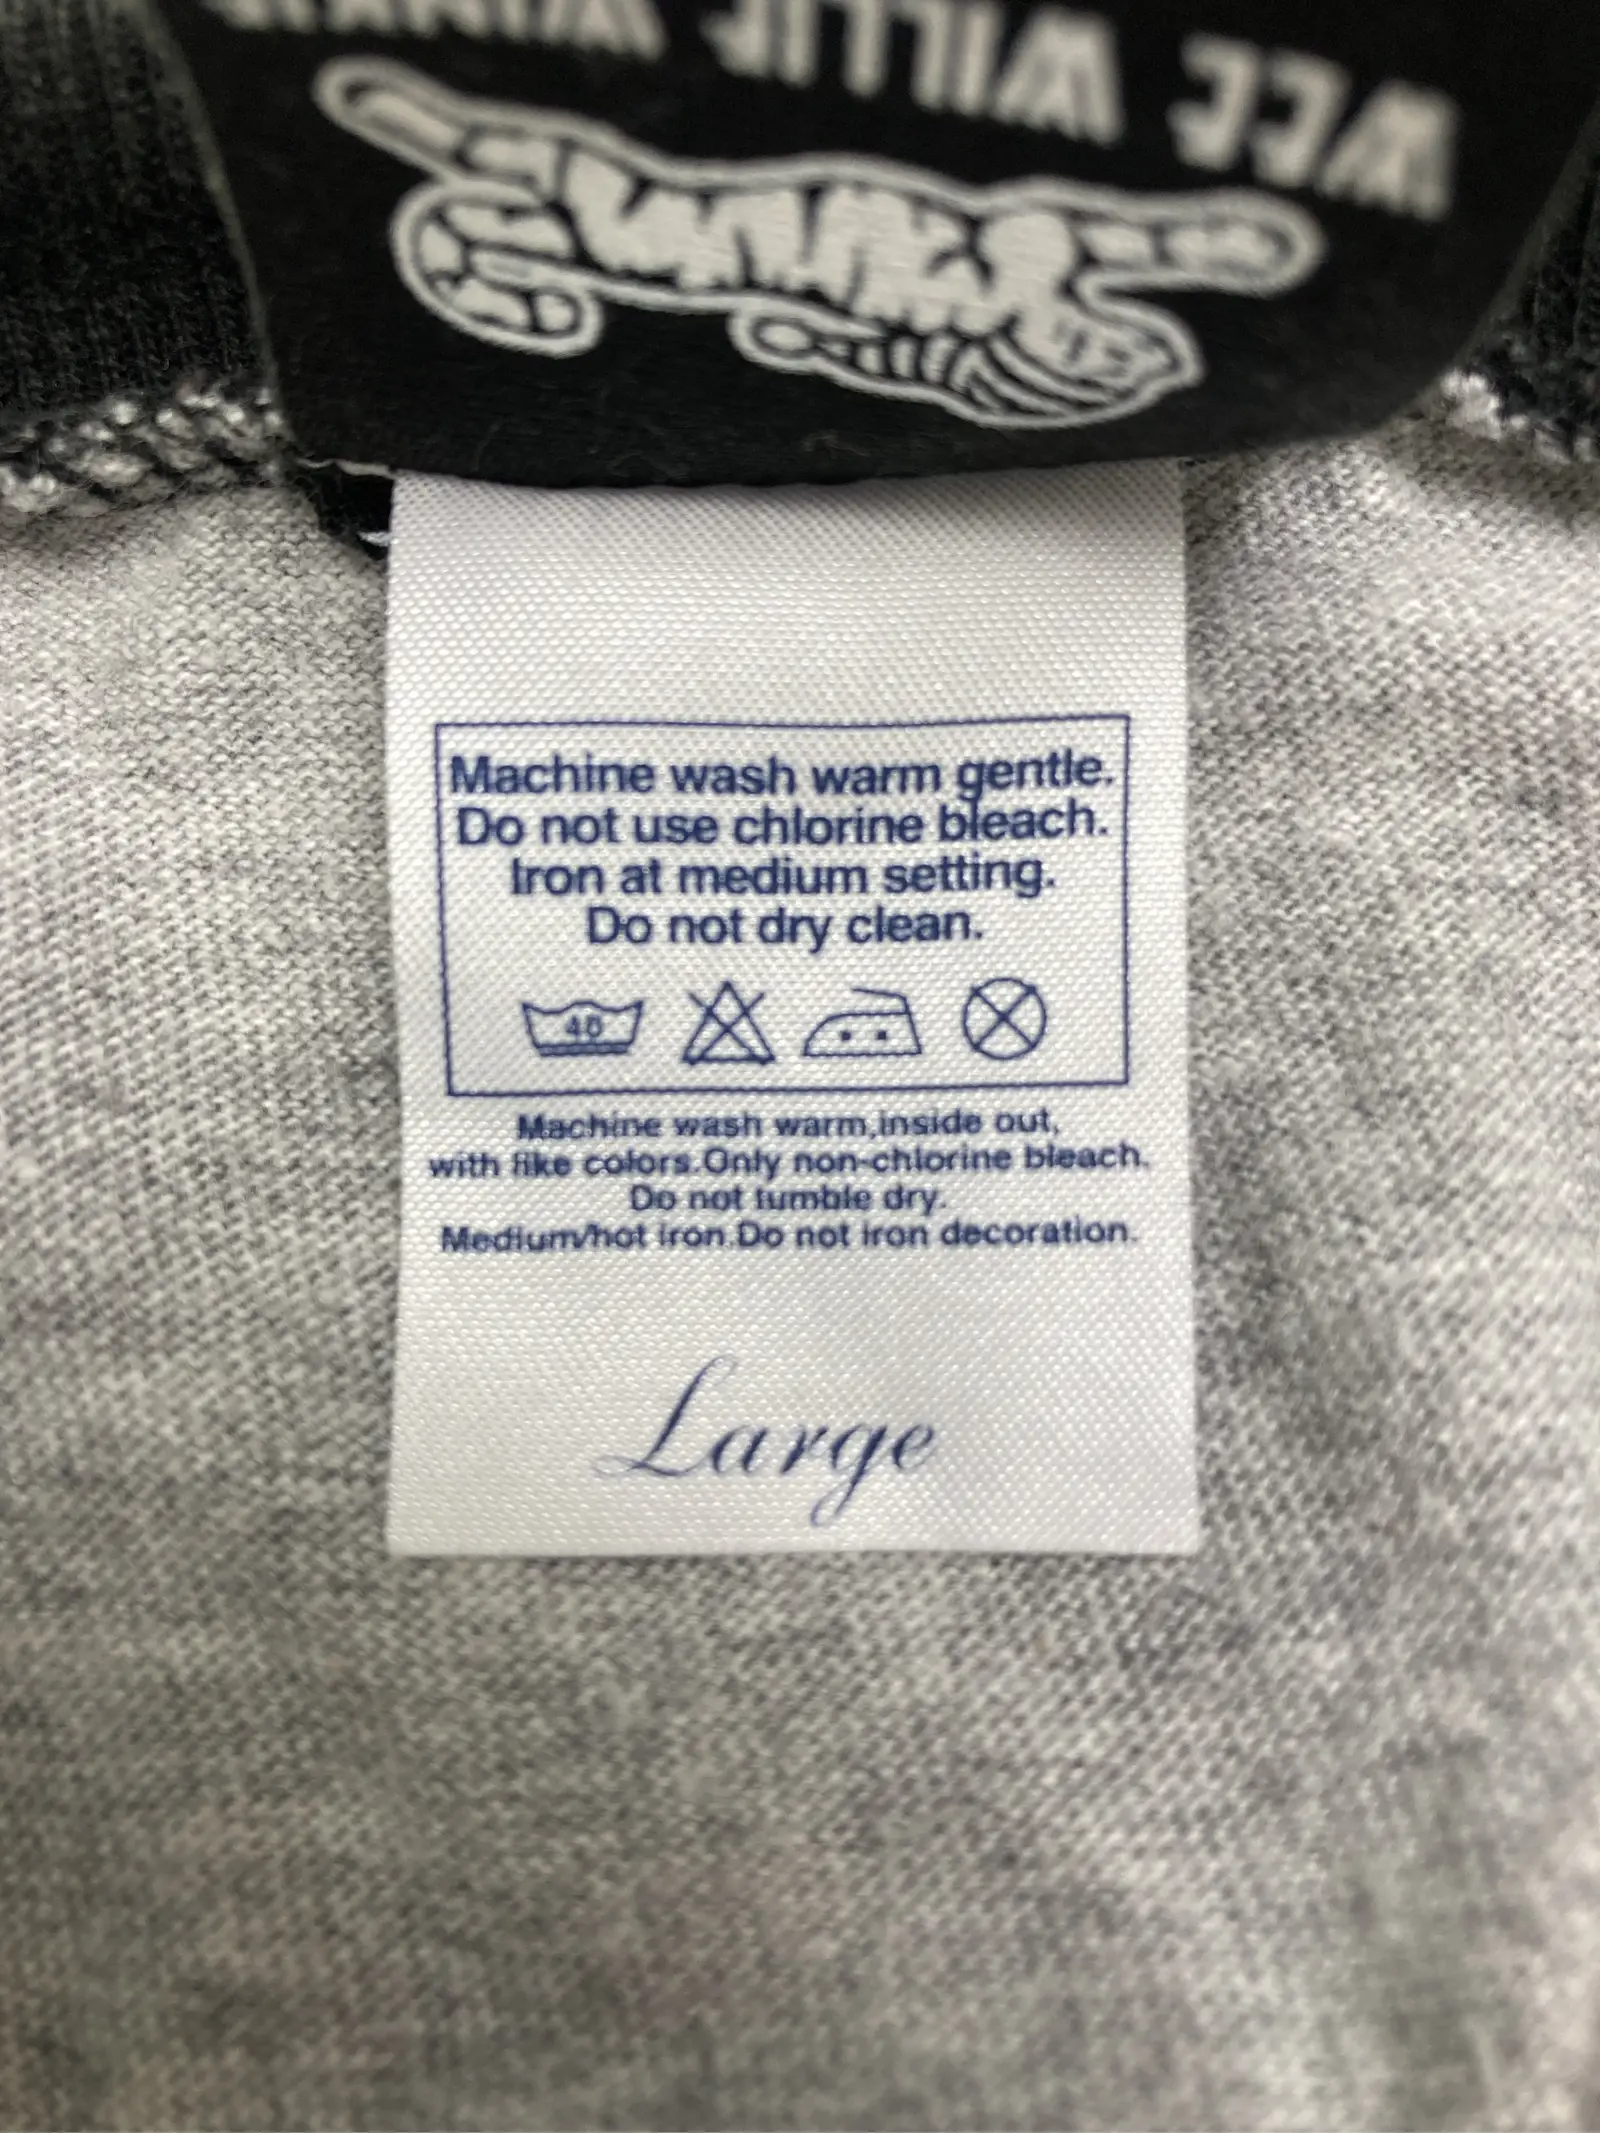 WEE WILLIE
Machine wash warm gentle.
Do not use chlorine bleach.
Iron at medium setting.
Do not dry clean.
40
Machine wash warm,inside out,
with like colors.Only non-chlorine bleach.
Do not tumble dry.
Medium/hot iron.Do not iron decoration.
Large